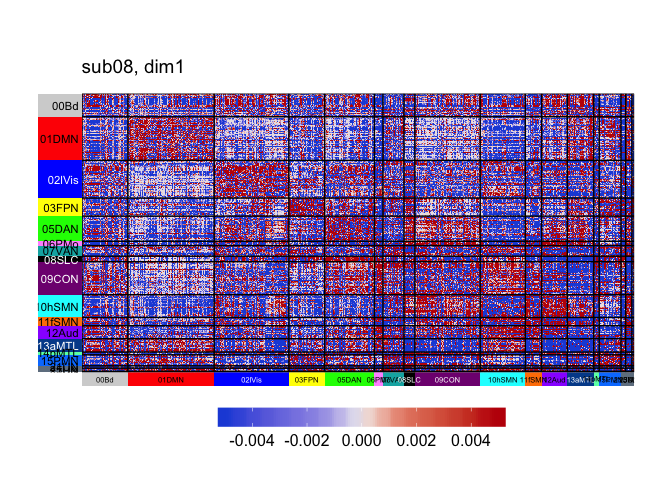 sub08, dim1
00Bd
01DMN
02lVis
03FPN
05DAN
06PMo
07VAN
08SLC
09CON
10hSMN
11fSMN
12Aud
13aMTL
00Bd
01DMN
02lVis
03FPN
05DAN
08SLC
09CON
10hSMN
11fSMN
12Aud
13aMTL
-0.004 -0.002 0.000 0.002 0.004